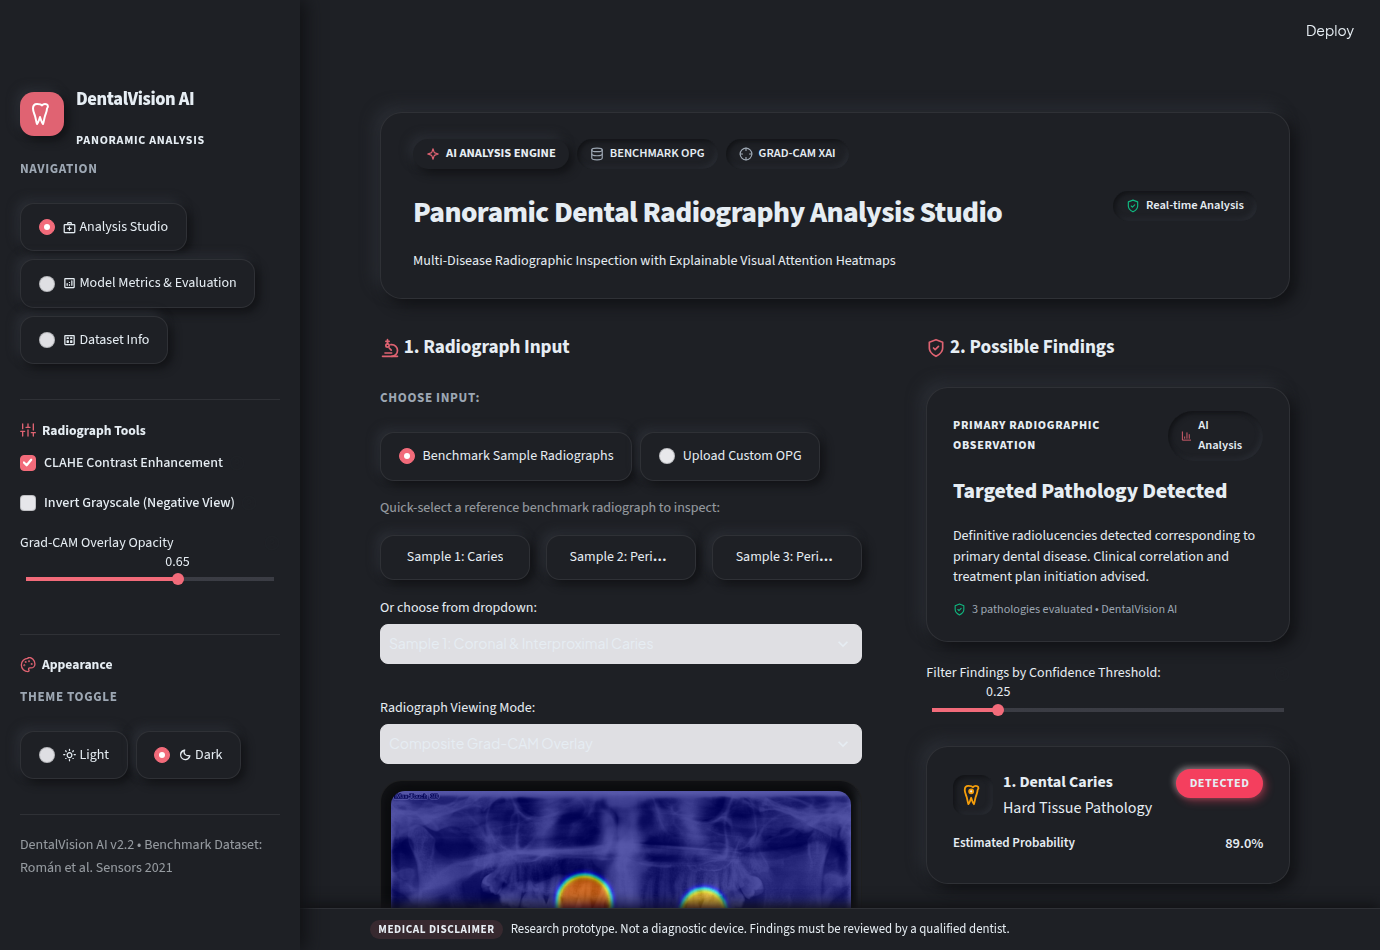 Deploy
DentalVision AI
PANORAMIC ANALYSIS
NAVIGATION
Analysis Studio
Model Metrics & Evaluation
Dataset Info
Radiograph Tools
CLAHE Contrast Enhancement
Invert Grayscale (Negative View)
Grad-CAM Overlay Opacity
0.65
Appearance
THEME TOGGLE
Light
Dark
DentalVision AI v2.2 • Benchmark Dataset:
Román et al. Sensors 2021
AI ANALYSIS ENGINE
BENCHMARK OPG
GRAD-CAM XAI
Panoramic Dental Radiography Analysis Studio
Real-time Analysis
Multi-Disease Radiographic Inspection with Explainable Visual Attention Heatmaps
1. Radiograph Input
CHOOSE INPUT:
Benchmark Sample Radiographs
Upload Custom OPG
Quick-select a reference benchmark radiograph to inspect:
Sample 1: Caries
Sample 2: Peri...
Sample 3: Peri...
Or choose from dropdown:
Sample 1: Coronal & Interproximal Caries
Radiograph Viewing Mode:
Composite Grad-CAM Overlay
2. Possible Findings
PRIMARY RADIOGRAPHIC
OBSERVATION
AI
Analysis
Targeted Pathology Detected
Definitive radiolucencies detected corresponding to
primary dental disease. Clinical correlation and
treatment plan initiation advised.
3 pathologies evaluated • DentalVision AI
Filter Findings by Confidence Threshold:
0.25
1. Dental Caries
DETECTED
Hard Tissue Pathology
Estimated Probability
89.0%
MEDICAL DISCLAIMER
Research prototype. Not a diagnostic device. Findings must be reviewed by a qualified dentist.